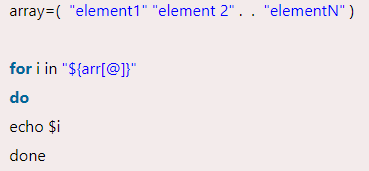 array=( "element1" "element 2" . . "elementN" )
for i in "${arr[@]}"
do
echo $i
done